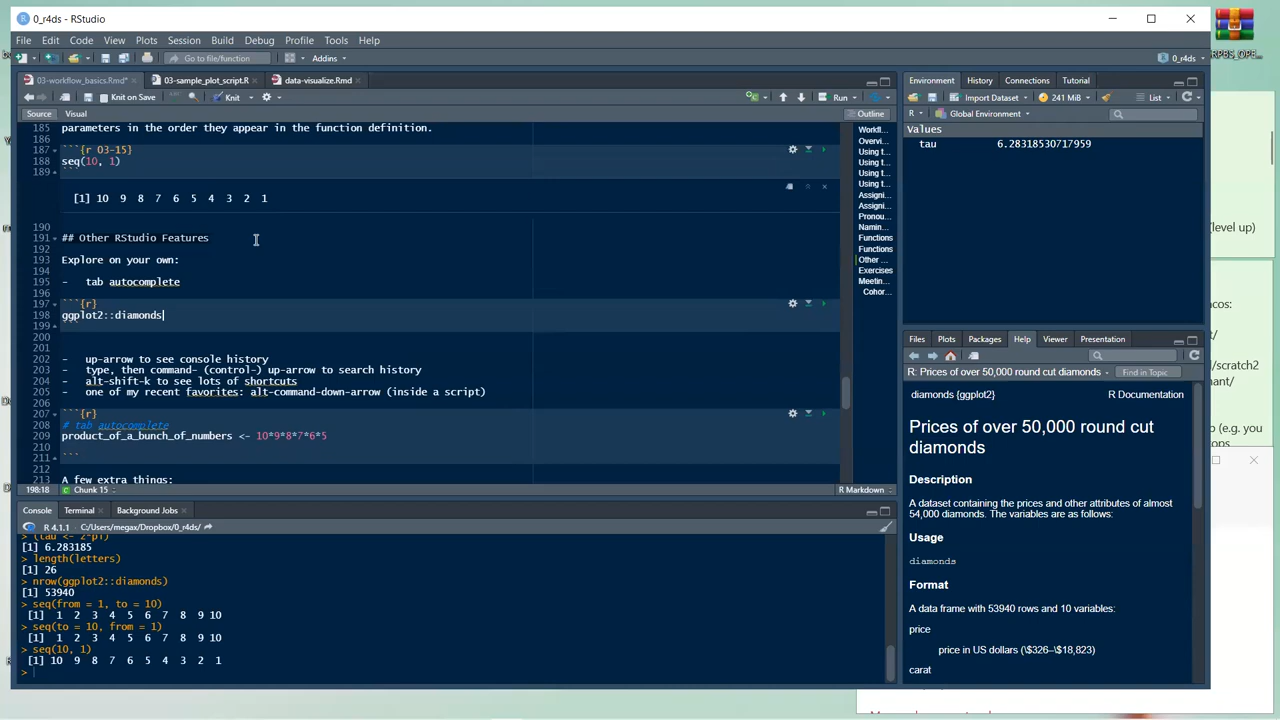 0_r4ds - RStudio
File Edit Code View Plots Session Build Debug Profile Tools Help
Go to file/function Addins 0_r4ds
03-workflow_basics.Rmd* 03-sample_plot_script.R data-visualize.Rmd
Knit on Save Knit Run
Source Visual Outline
185 parameters in the order they appear in the function definition.
186
187 ```{r 03-15}
188 seq(10, 1)
189 ```
[1] 10 9 8 7 6 5 4 3 2 1
190
191 ## Other RStudio Features
192
193 Explore on your own:
194
195 - tab autocomplete
196
197 ```{r}
198 ggplot2::diamonds
199 ```
200
201
202 - up-arrow to see console history
203 - type, then command- (control-) up-arrow to search history
204 - alt-shift-k to see lots of shortcuts
205 - one of my recent favorites: alt-command-down-arrow (inside a script)
206
207 ```{r}
208 # tab autocomplete
209 product_of_a_bunch_of_numbers <- 10*9*8*7*6*5
210
211 ```
212
213 A few extra things:
198:18 Chunk 15 R Markdown
Workfl...
Overvi...
Using t...
Using t...
Using t...
Using t...
Assigni...
Assigni...
Pronou...
Namin...
Functions
Functions
Other ...
Exercises
Meetin...
Cohor...
Console Terminal Background Jobs
R 4.1.1 · C:/Users/megax/Dropbox/0_r4ds/
> (tau <- 2*pi)
[1] 6.283185
> length(letters)
[1] 26
> nrow(ggplot2::diamonds)
[1] 53940
> seq(from = 1, to = 10)
[1] 1 2 3 4 5 6 7 8 9 10
> seq(to = 10, from = 1)
[1] 1 2 3 4 5 6 7 8 9 10
> seq(10, 1)
[1] 10 9 8 7 6 5 4 3 2 1
>
Environment History Connections Tutorial
Import Dataset 241 MiB List
R Global Environment
Values
tau 6.28318530717959
Files Plots Packages Help Viewer Presentation
R: Prices of over 50,000 round cut diamonds Find in Topic
diamonds {ggplot2} R Documentation
Prices of over 50,000 round cut
diamonds
Description
A dataset containing the prices and other attributes of almost
54,000 diamonds. The variables are as follows:
Usage
diamonds
Format
A data frame with 53940 rows and 10 variables:
price
price in US dollars (\$326–\$18,823)
carat
(level up)
acos:
t/
l/scratch2
nant/
p (e.g. you